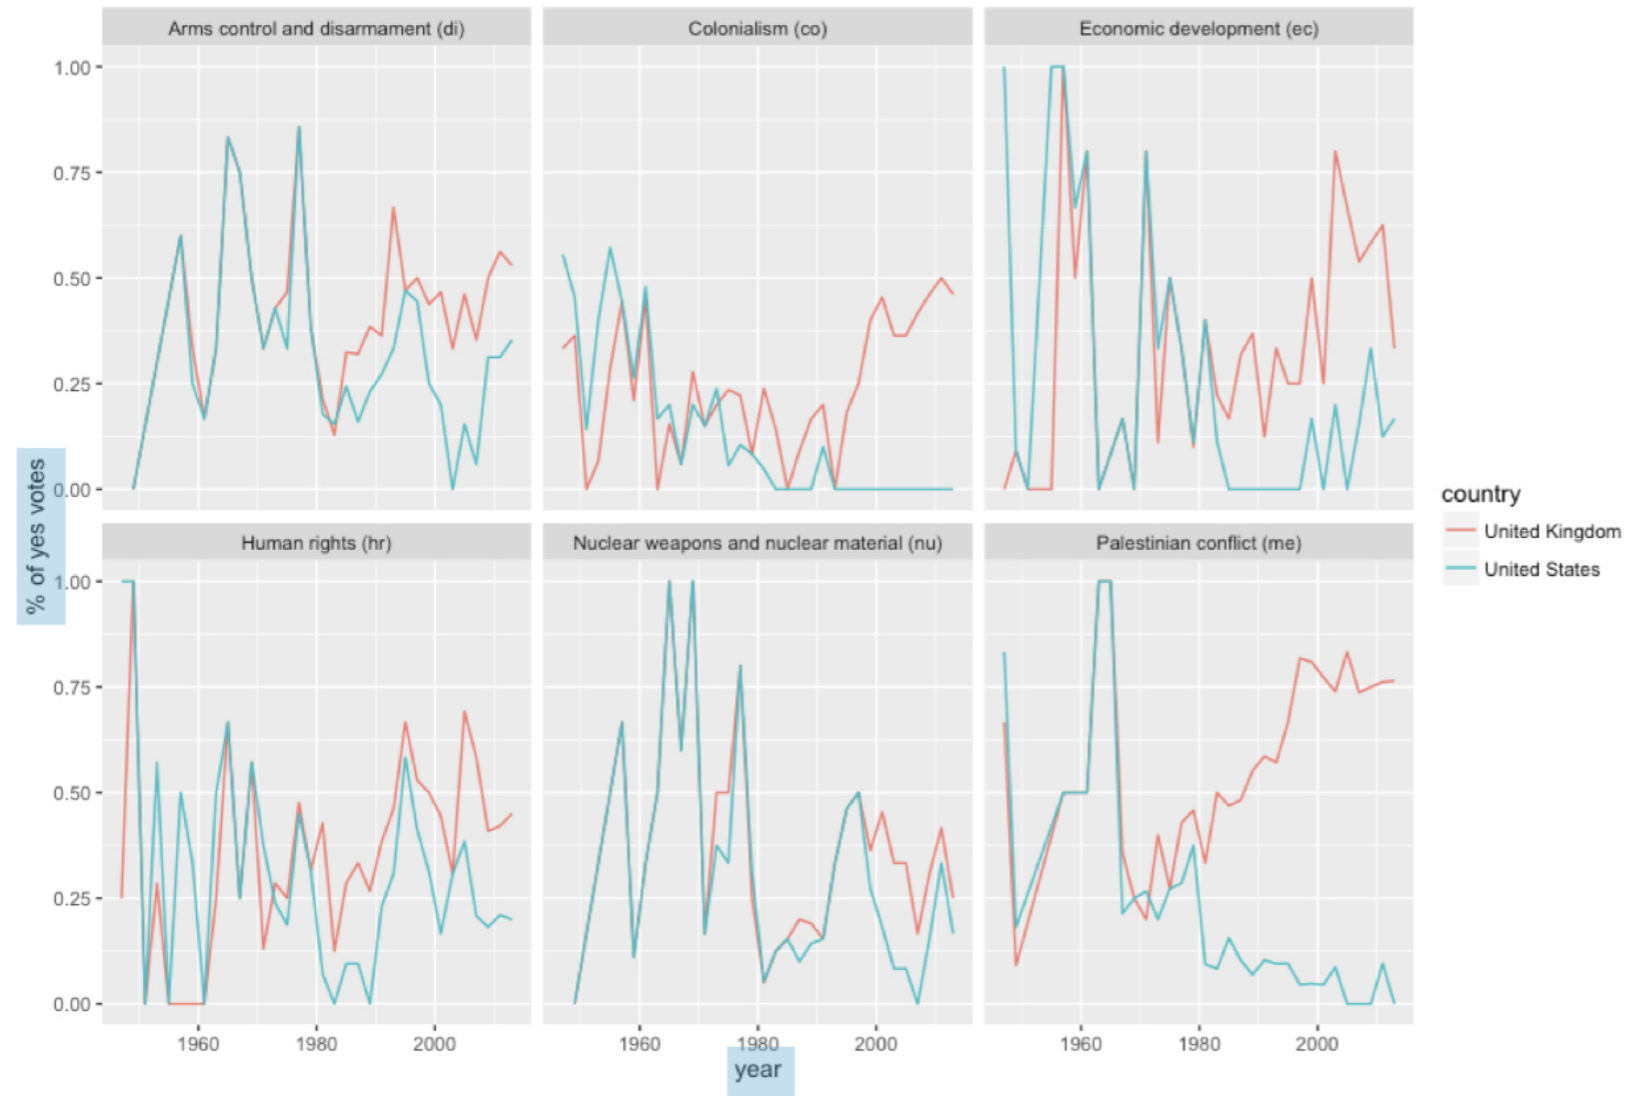 Arms control and disarmament (di)
Colonialism (co)
Economic development (ec)
1.00
0.75
0.50
0.25
0.00
% of yes votes
country
United Kingdom
United States
Human rights (hr)
Nuclear weapons and nuclear material (nu)
Palestinian conflict (me)
1.00
0.75
0.50
0.25
0.00
1960 1980 2000
1960 1980 2000
1960 1980 2000
year